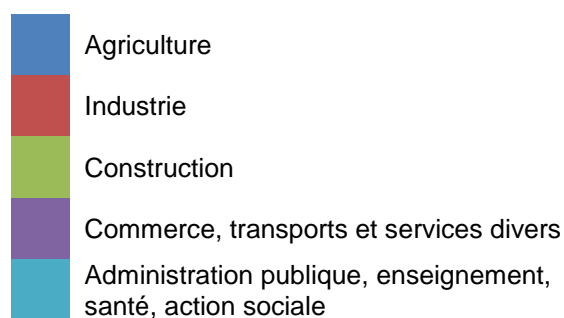 Agriculture
Industrie
Construction
Commerce, transports et services divers
Administration publique, enseignement,
santé, action sociale